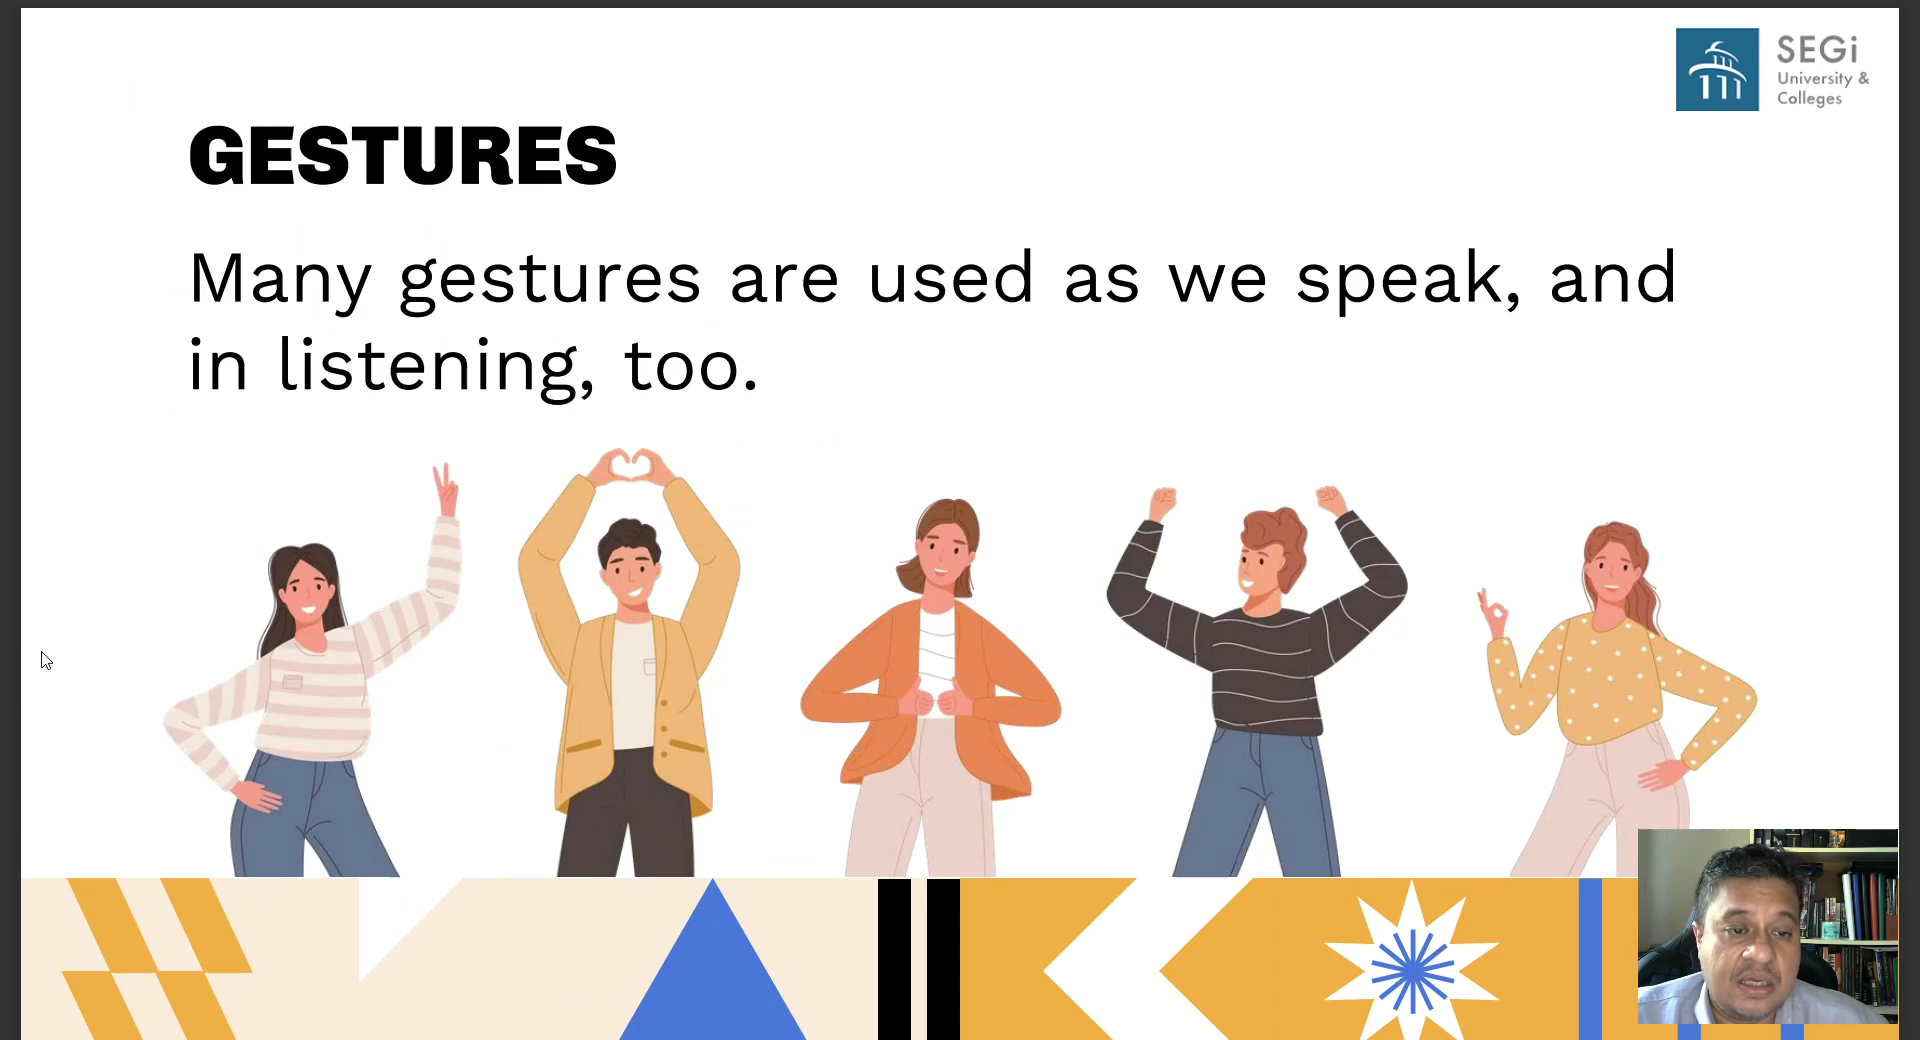 SEGi
University &
Colleges
GESTURES
Many gestures are used as we speak, and
in listening, too.